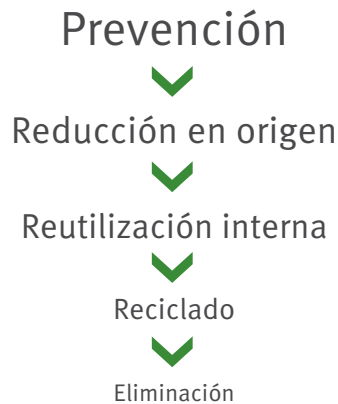 Prevención
Reducción en origen
Reutilización interna
Reciclado
Eliminación